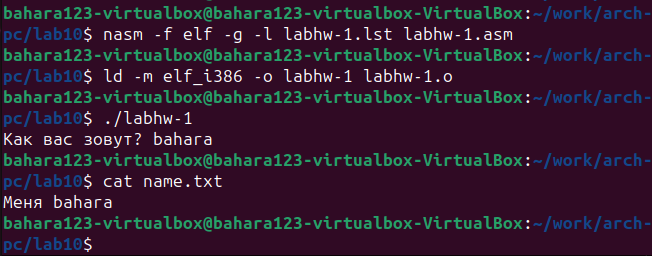 bahara123-virtualbox@bahara123-virtualbox-VirtualBox:~/work/arch-
pc/lab10$ nasm -f elf -g -l labhw-1.lst labhw-1.asm
bahara123-virtualbox@bahara123-virtualbox-VirtualBox:~/work/arch-
pc/lab10$ ld -m elf_i386 -o labhw-1 labhw-1.o
bahara123-virtualbox@bahara123-virtualbox-VirtualBox:~/work/arch-
pc/lab10$ ./labhw-1
Как вас зовут? bahara
bahara123-virtualbox@bahara123-virtualbox-VirtualBox:~/work/arch-
pc/lab10$ cat name.txt
Меня bahara
bahara123-virtualbox@bahara123-virtualbox-VirtualBox:~/work/arch-
pc/lab10$